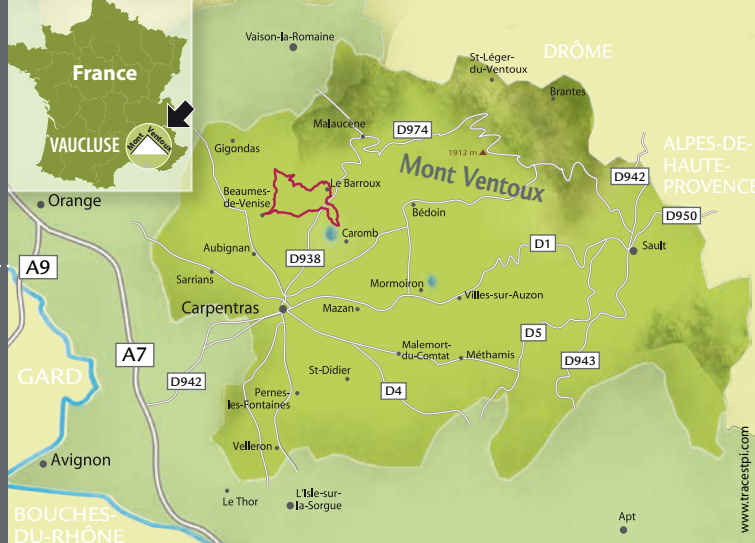 France
VAUCLUSE
Mont Ventoux
Vaison-la-Romaine
DRÔME
St-Léger-
du-Ventoux
Brantes
Malaucène
D974
Gigondas
1912 m
Mont Ventoux
ALPES-DE-
HAUTE-
PROVENCE
D942
D950
Orange
Beaumes-
de-Venise
Le Barroux
Bédoin
Caromb
Sault
Aubignan
D938
D1
A9
Sarrians
Mormoiron
Villes-sur-Auzon
Carpentras
Mazan
D5
A7
Malemort-
du-Comtat
Méthamis
D943
GARD
D942
St-Didier
D4
Pernes-
les-Fontaines
Velleron
Avignon
Le Thor
L'Isle-sur-
la-Sorgue
Apt
BOUCHES-
DU-RHÔNE
www.tracestpi.com